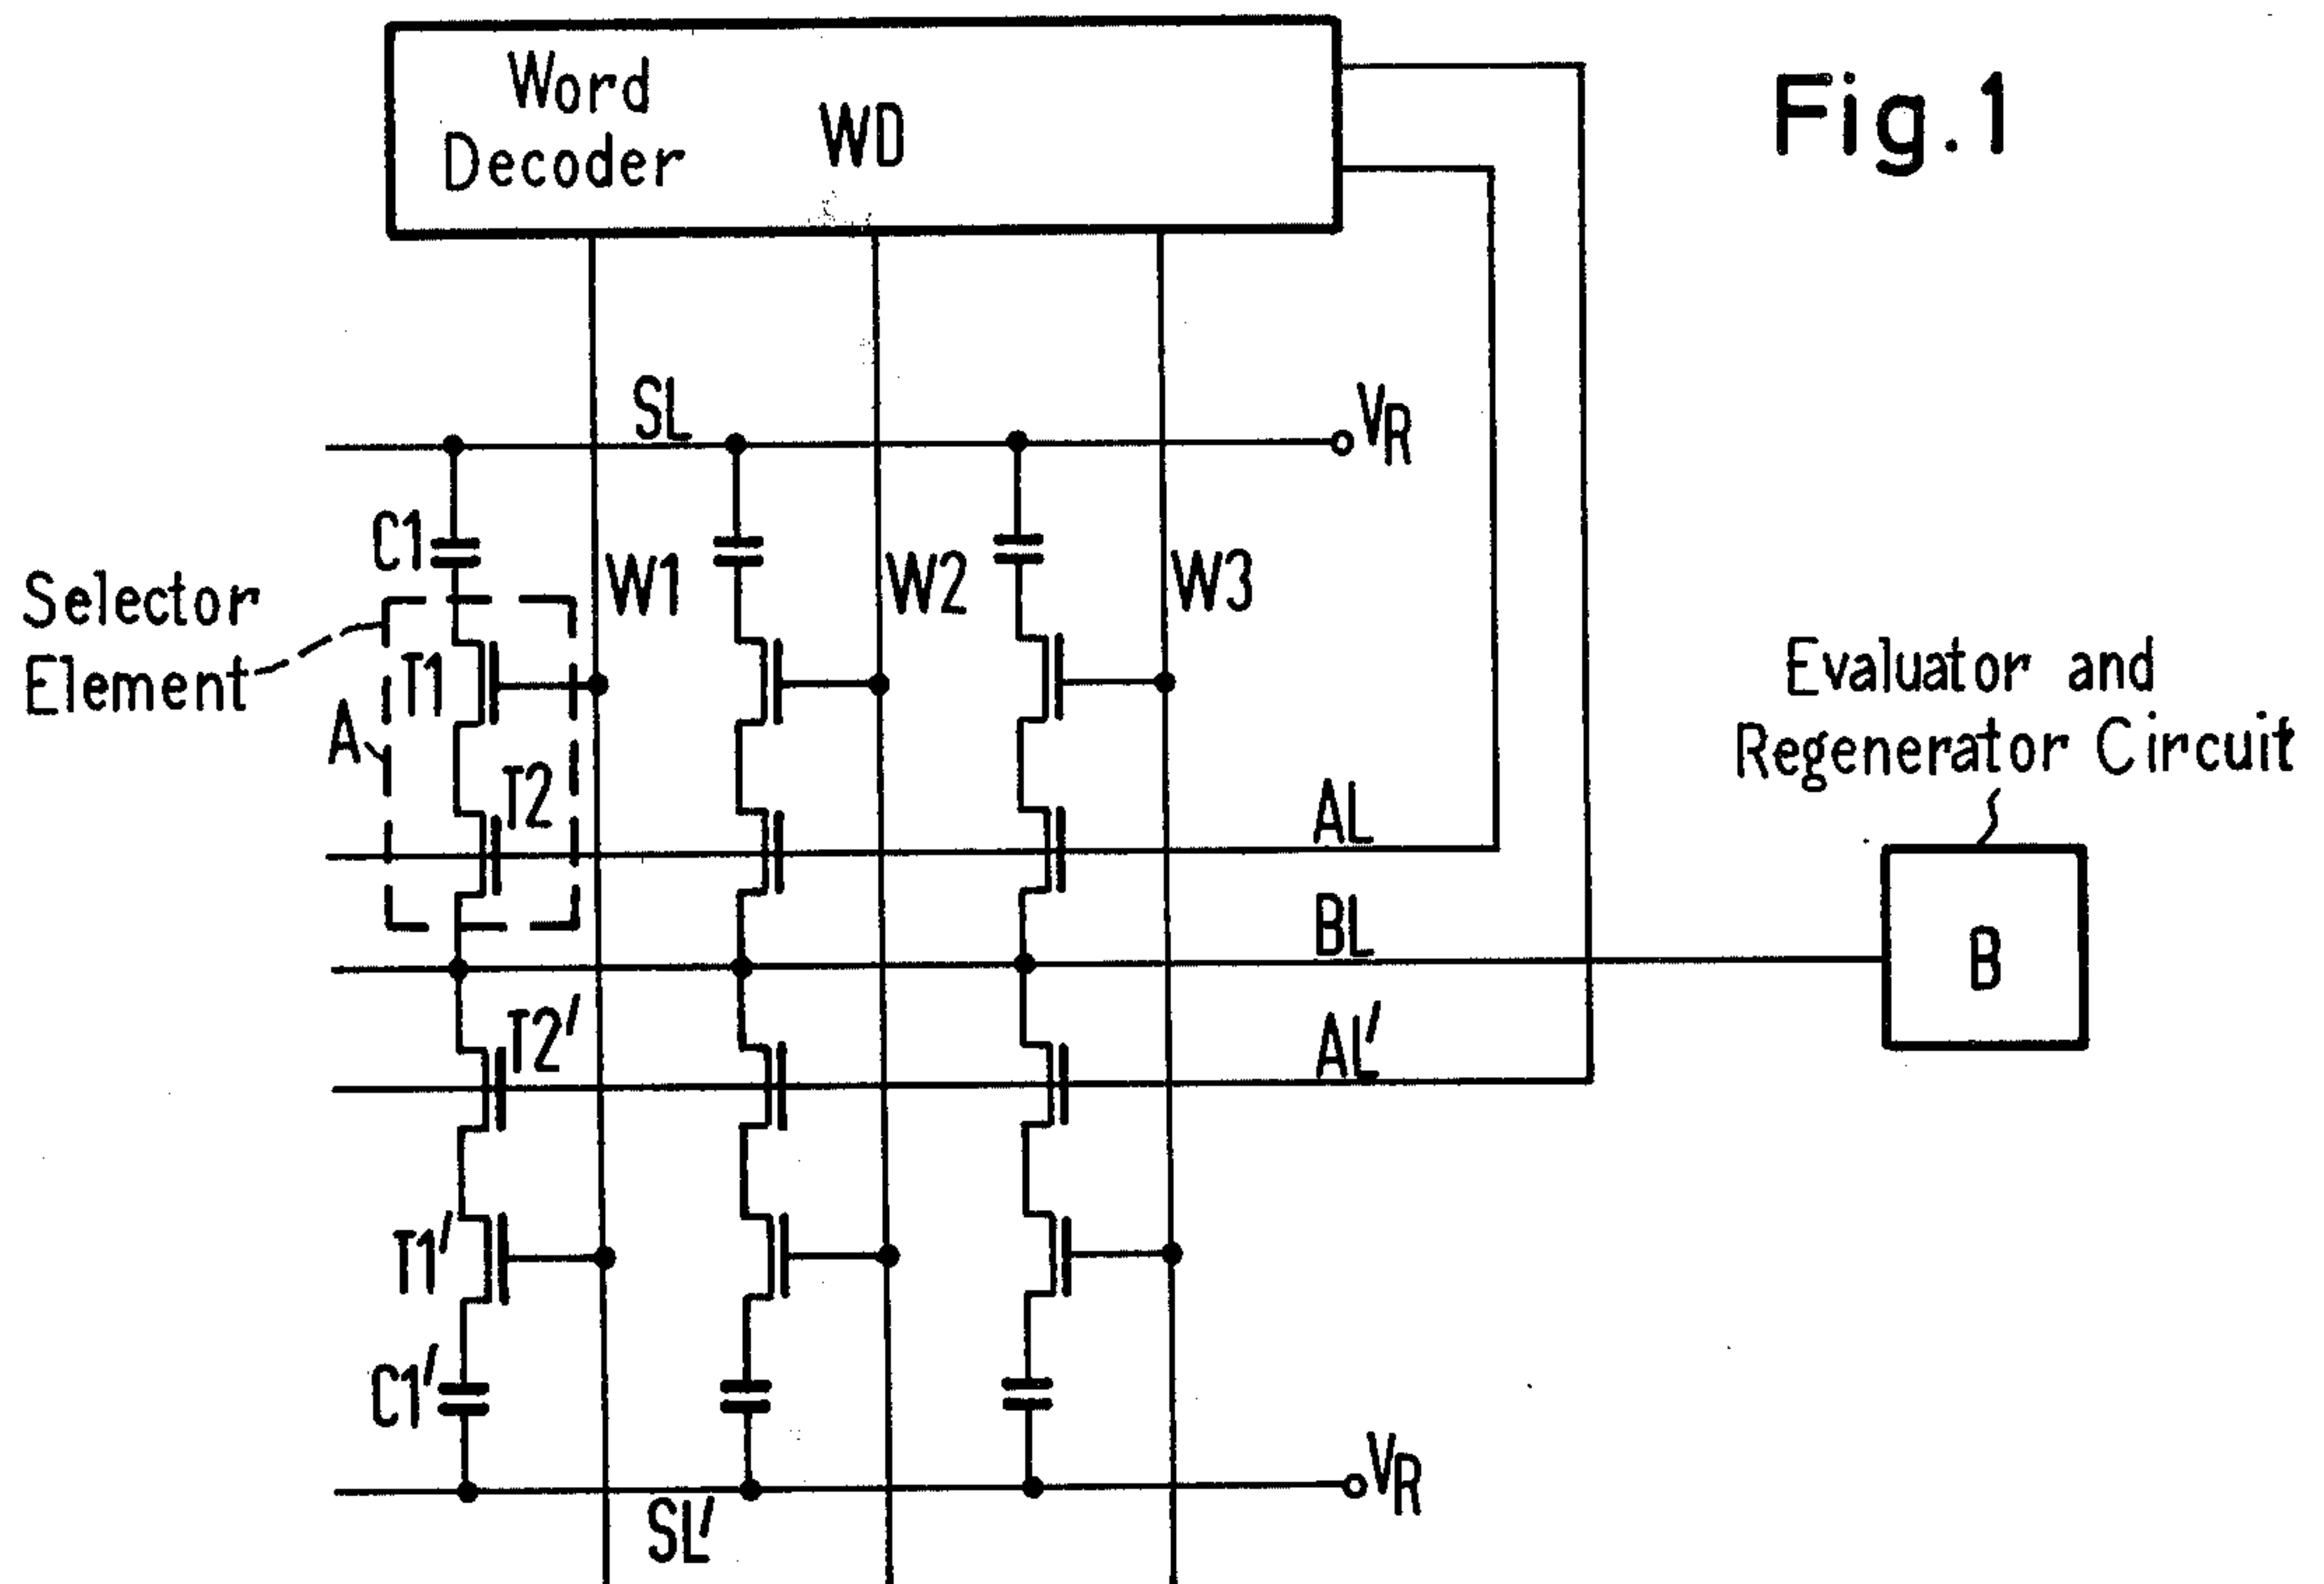 Word
Decoder
WD
Fig.1
SL
VR
C1
W1
W2
W3
Selector
Element
T1
A
T2
Evaluator and
Regenerator Circuit
AL
BL
B
T2'
AL'
T1'
C1'
VR
SL'